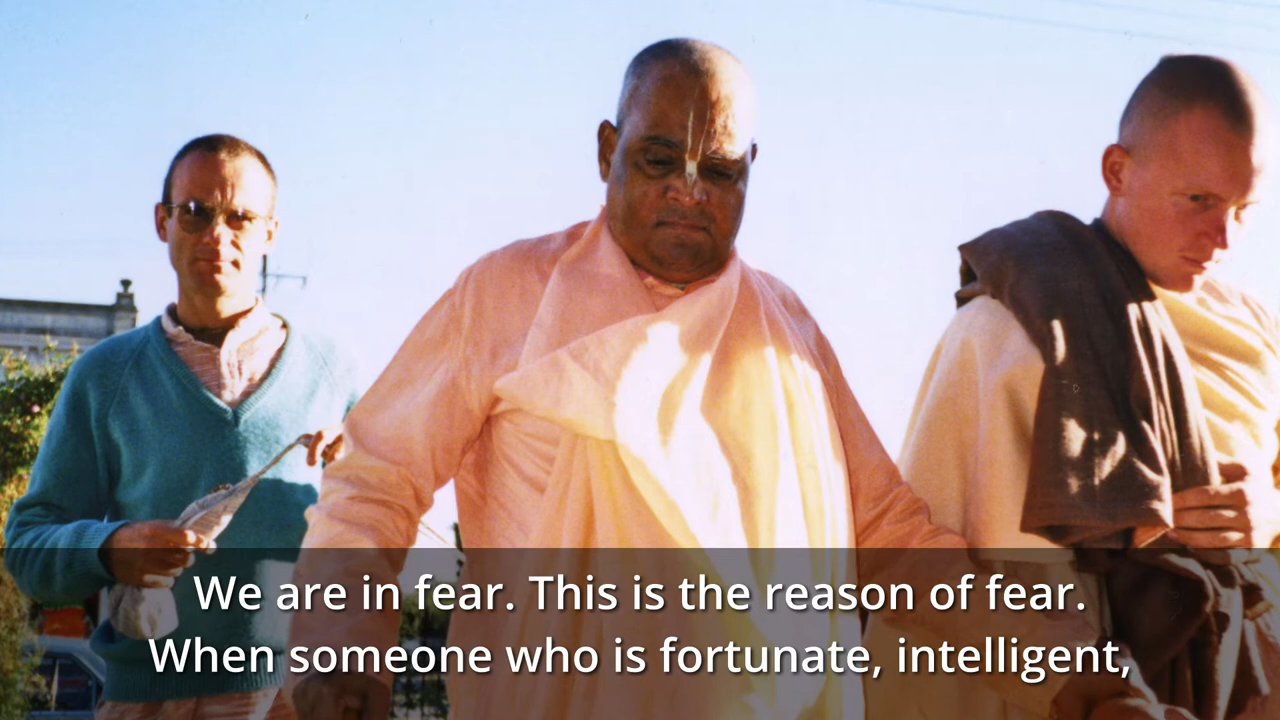 We are in fear. This is the reason of fear.
When someone who is fortunate, intelligent,